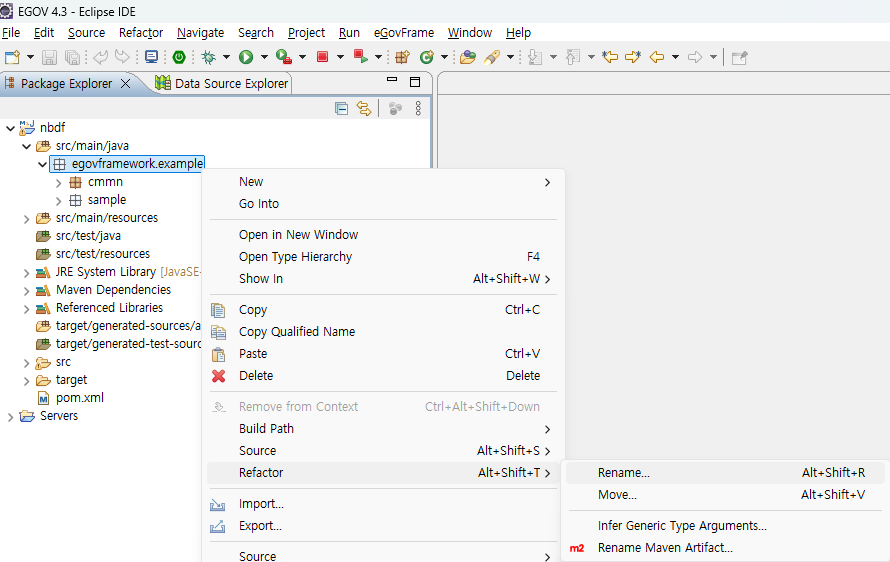 EGOV 4.3 - Eclipse IDE
File Edit Source Refactor Navigate Search Project Run eGovFrame Window Help
Package Explorer Data Source Explorer
nbdf
src/main/java
egovframework.example
cmmn
sample
src/main/resources
src/test/java
src/test/resources
JRE System Library [JavaSE-
Maven Dependencies
Referenced Libraries
target/generated-sources/a
target/generated-test-sourc
src
target
pom.xml
Servers
New
Go Into
Open in New Window
Open Type Hierarchy F4
Show In Alt+Shift+W
Copy Ctrl+C
Copy Qualified Name
Paste Ctrl+V
Delete Delete
Remove from Context Ctrl+Alt+Shift+Down
Build Path
Source Alt+Shift+S
Refactor Alt+Shift+T
Import...
Export...
Source
Rename... Alt+Shift+R
Move... Alt+Shift+V
Infer Generic Type Arguments...
m2 Rename Maven Artifact...